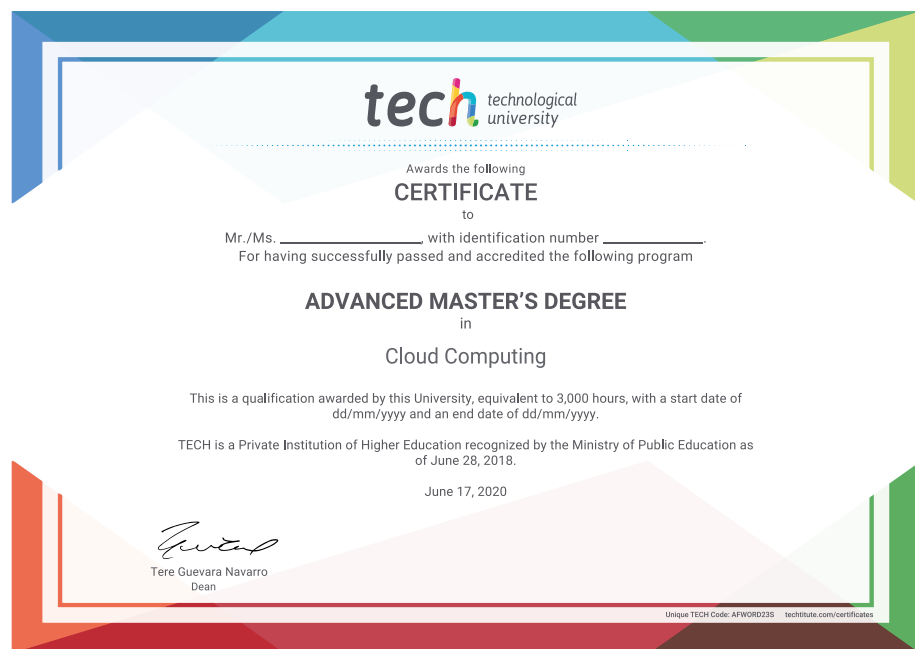 tech technological
university
Awards the following
CERTIFICATE
to
Mr./Ms. ____________, with identification number ____________.
For having successfully passed and accredited the following program
ADVANCED MASTER'S DEGREE
in
Cloud Computing
This is a qualification awarded by this University, equivalent to 3,000 hours, with a start date of
dd/mm/yyyy and an end date of dd/mm/yyyy.
TECH is a Private Institution of Higher Education recognized by the Ministry of Public Education as
of June 28, 2018.
June 17, 2020
Tere Guevara Navarro
Dean
Unique TECH Code: AFWORD23S techtitute.com/certificates